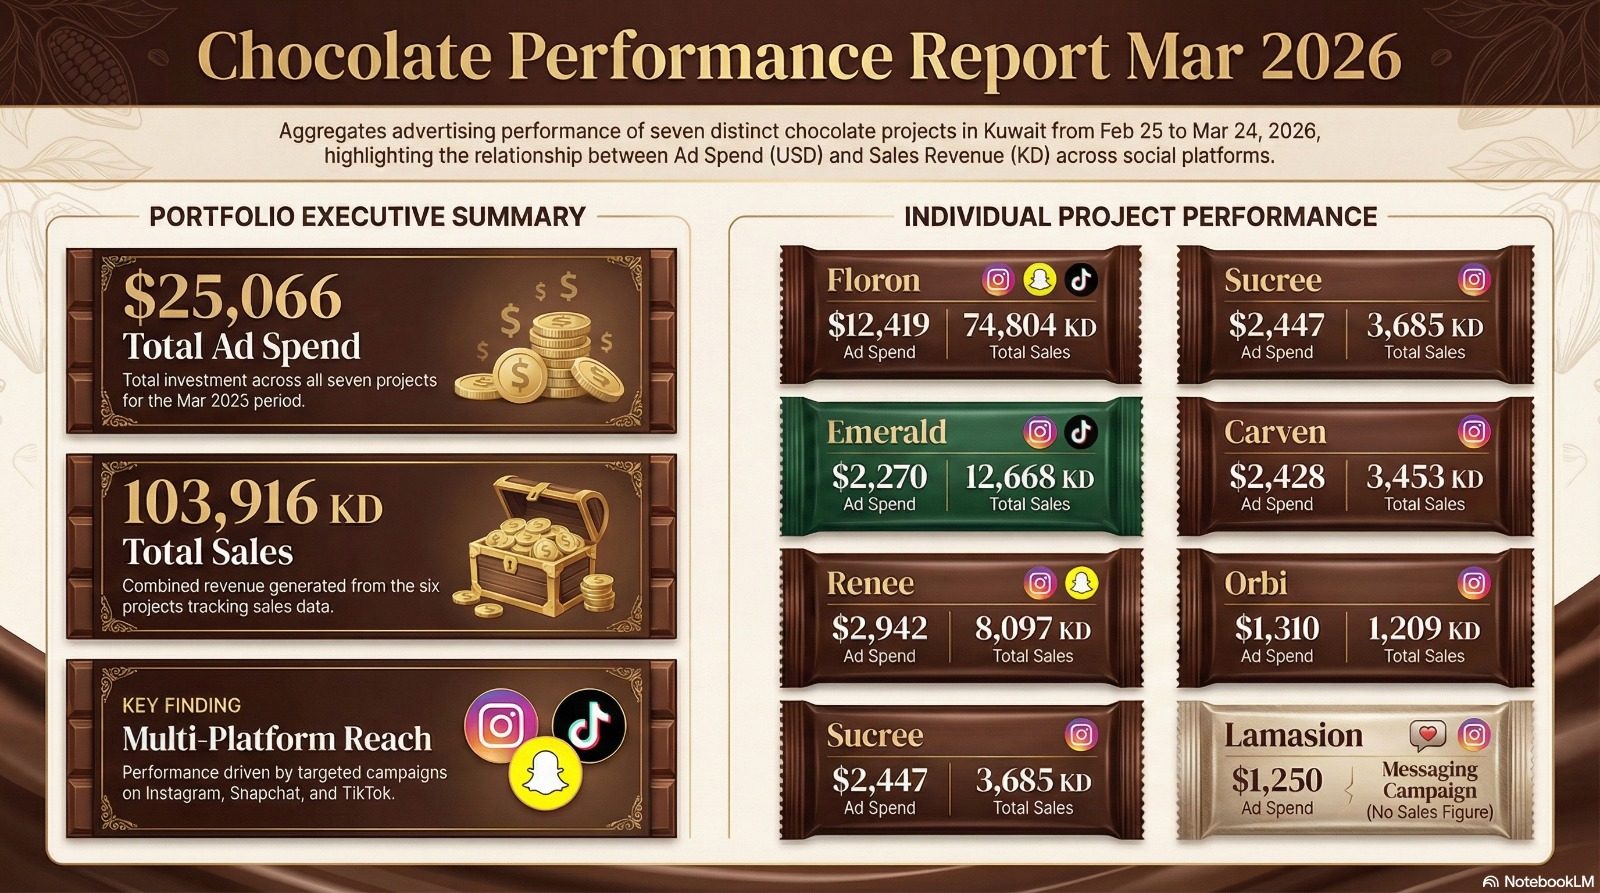 Chocolate Performance Report Mar 2026
Aggregates advertising performance of seven distinct chocolate projects in Kuwait from Feb 25 to Mar 24, 2026,
highlighting the relationship between Ad Spend (USD) and Sales Revenue (KD) across social platforms.
PORTFOLIO EXECUTIVE SUMMARY
$25,066
Total Ad Spend
Total investment across all seven projects
for the Mar 2023 period.
103,916 KD
Total Sales
Combined revenue generated from the six
projects tracking sales data.
KEY FINDING
Multi-Platform Reach
Performance driven by targeted campaigns
on Instagram, Snapchat, and TikTok.
INDIVIDUAL PROJECT PERFORMANCE
Floron
$12,419 74,804 KD
Ad Spend Total Sales
Sucree
$2,447 3,685 KD
Ad Spend Total Sales
Emerald
$2,270 12,668 KD
Ad Spend Total Sales
Carven
$2,428 3,453 KD
Ad Spend Total Sales
Renee
$2,942 8,097 KD
Ad Spend Total Sales
Orbi
$1,310 1,209 KD
Ad Spend Total Sales
Sucree
$2,447 3,685 KD
Ad Spend Total Sales
Lamasion
$1,250
Ad Spend
Messaging
Campaign
(No Sales Figure)
NotebookLM